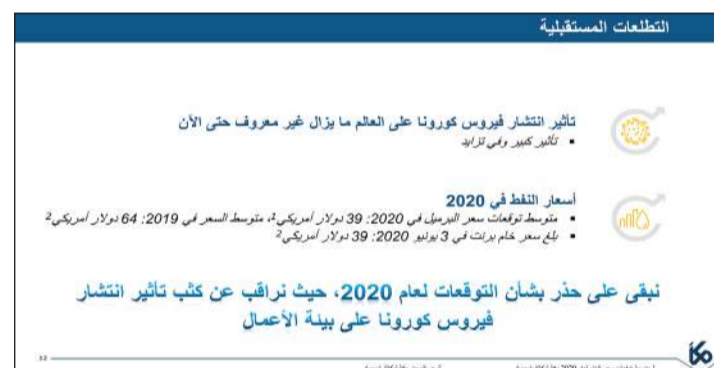 التطلعات المستقبلية
تأثير انتشار فيروس كورونا على العالم ما يزال غير معروف حتى الآن
▪ تأثير كبير وفي تزايد
أسعار النفط في 2020
▪ متوسط توقعات سعر البرميل في 2020: 39 دولار أمريكي¹، متوسط السعر في 2019: 64 دولار أمريكي²
▪ بلغ سعر خام برنت في 3 يونيو 2020: 39 دولار أمريكي²
نبقى على حذر بشأن التوقعات لعام 2020، حيث نراقب عن كثب تأثير انتشار
فيروس كورونا على بيئة الأعمال